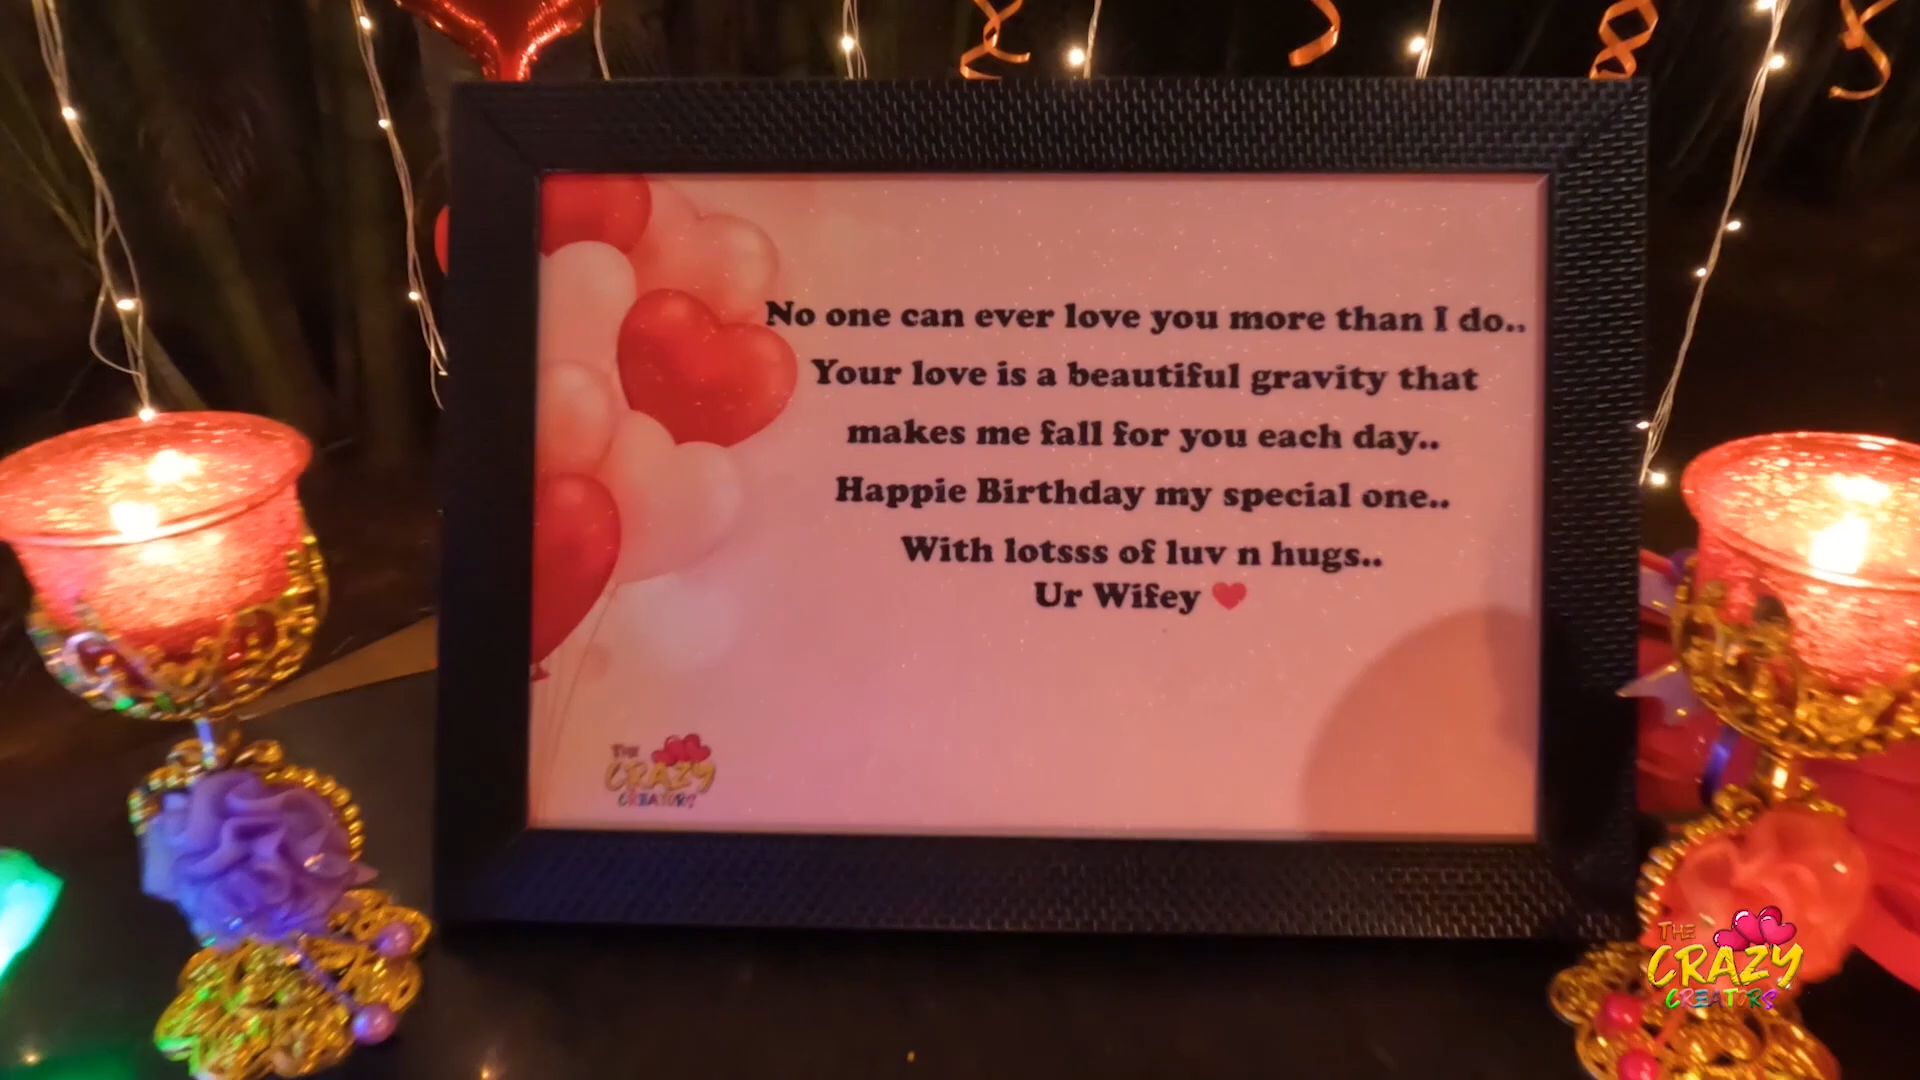 No one can ever love you more than I do..
Your love is a beautiful gravity that
makes me fall for you each day..
Happie Birthday my special one..
With lotsss of luv n hugs..
Ur Wifey ❤
THE
CRAZY
CREATORS
THE
CRAZY
CREATORS